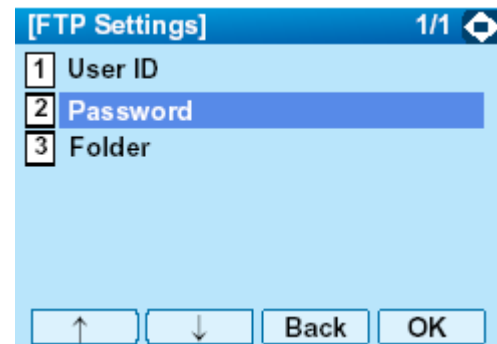 [FTP Settings] 1/1
1 User ID
2 Password
3 Folder
↑ ↓ Back OK